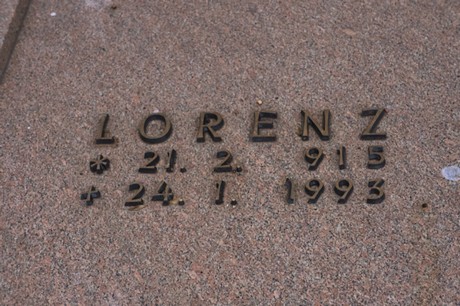 LORENZ
* 21. 2. 915
+ 24. 1. 1993